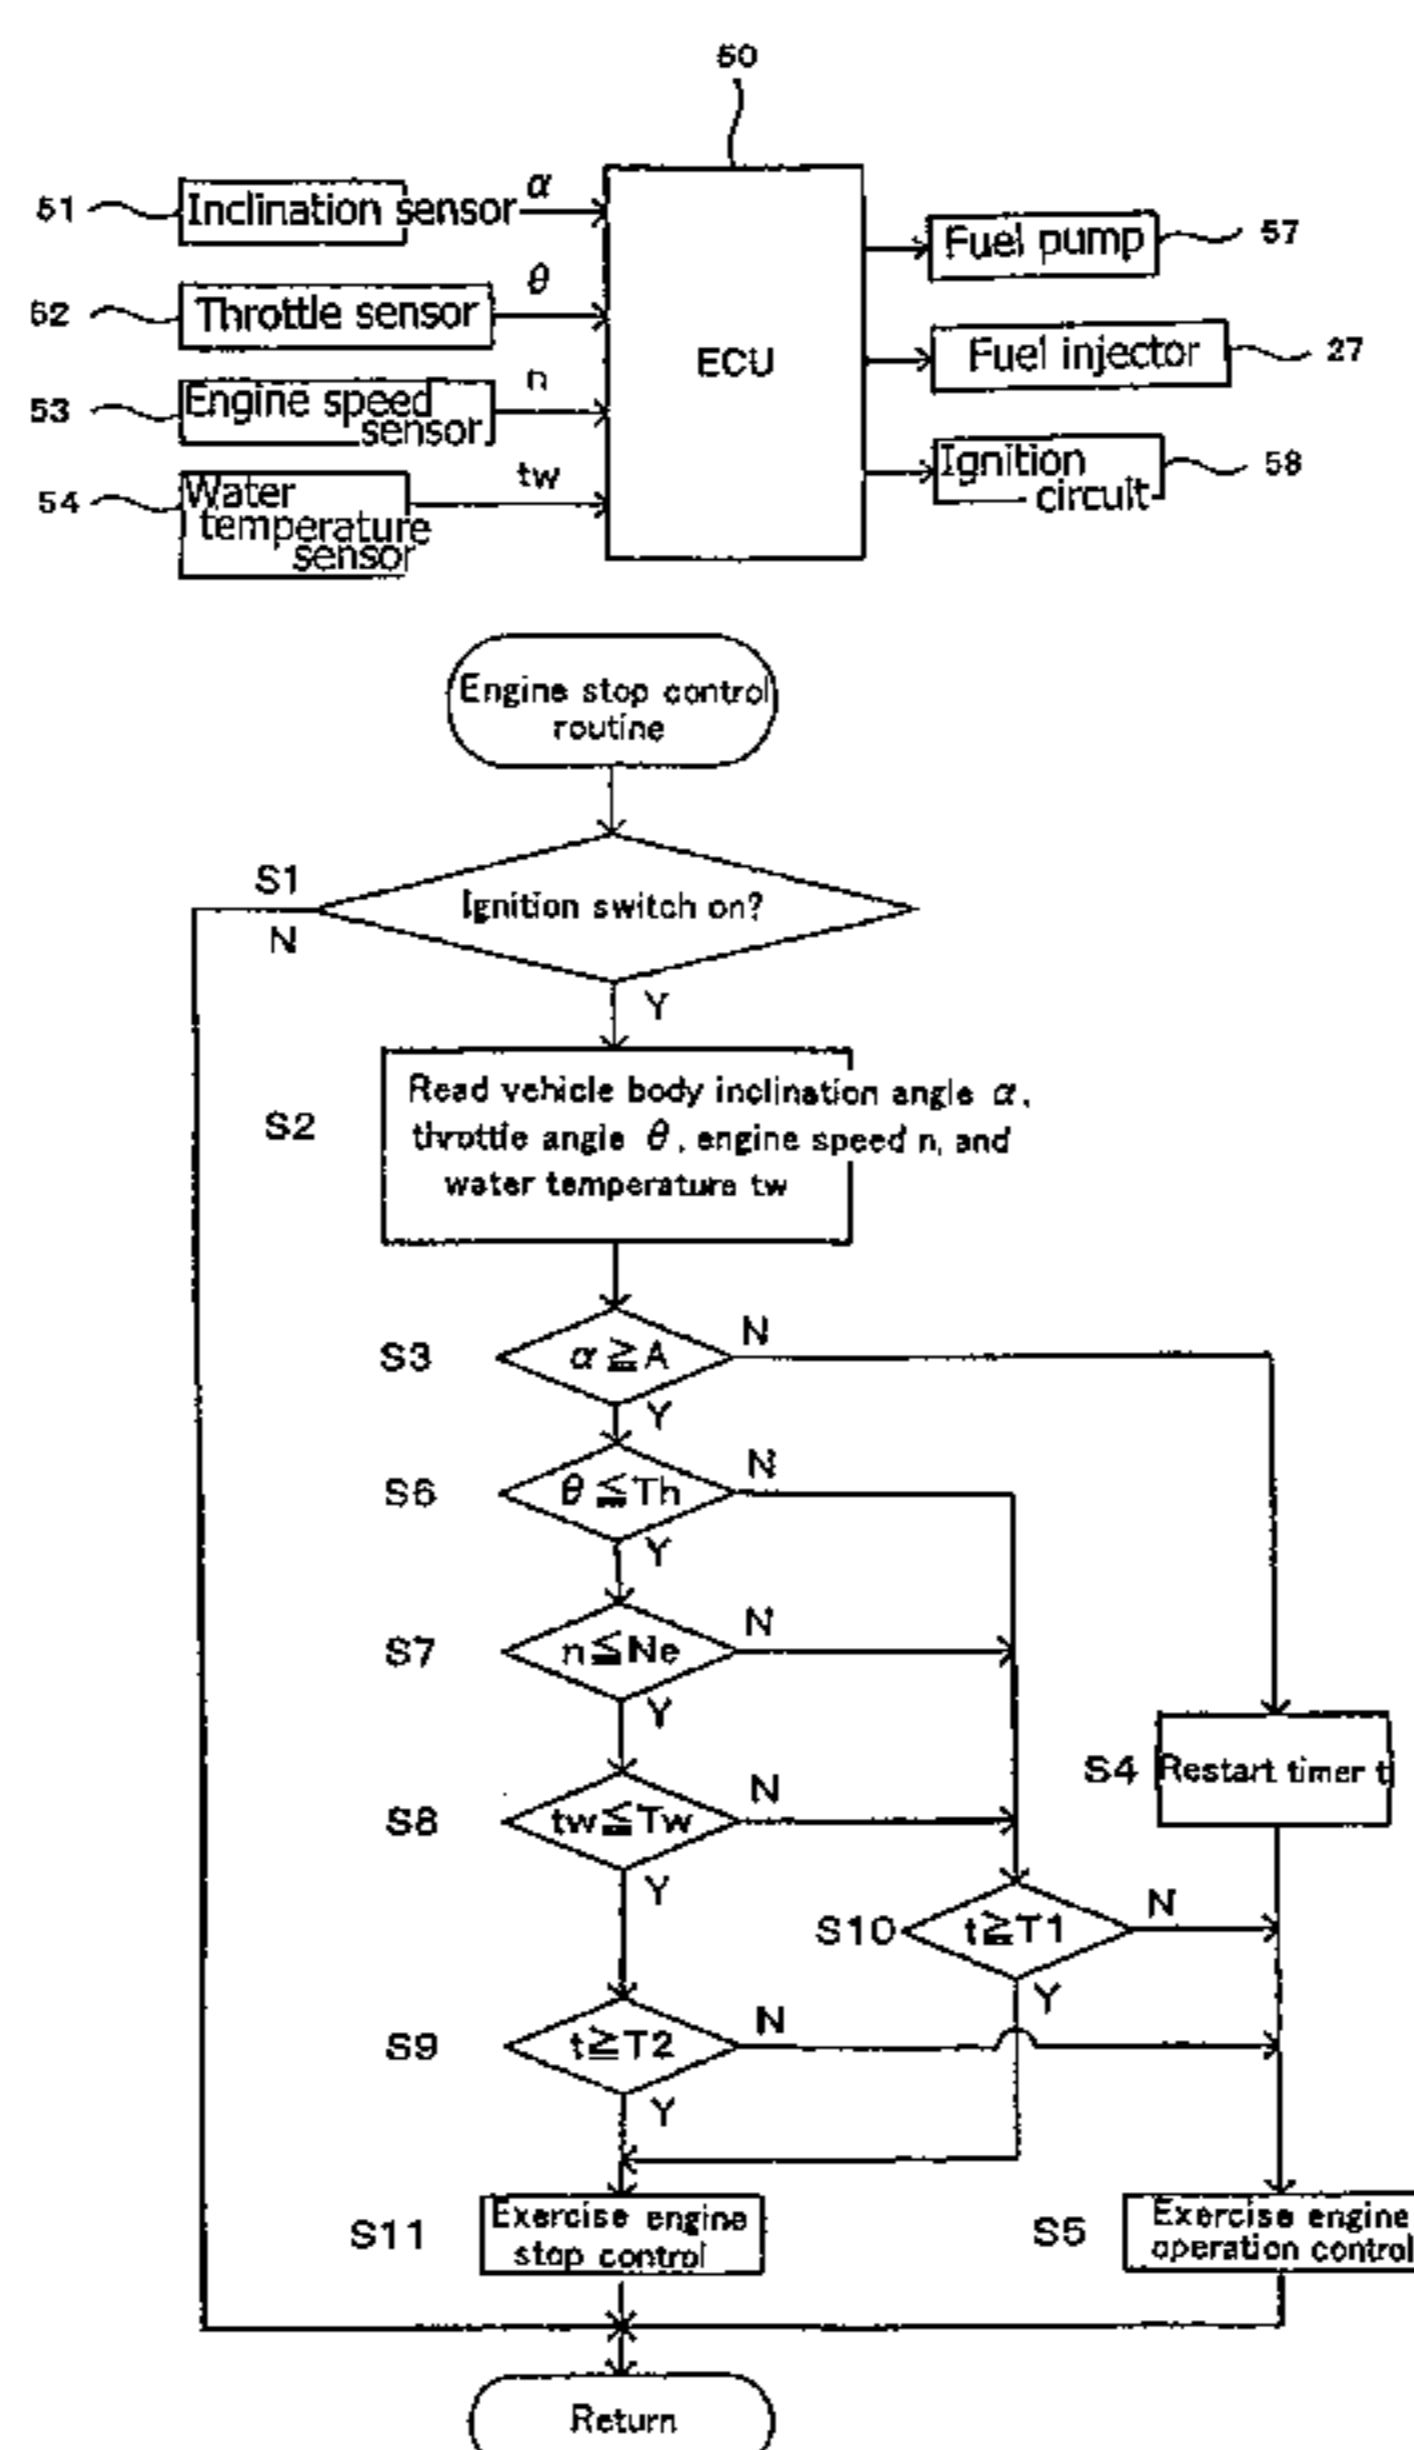 50
51
Inclination sensor
α
52
Throttle sensor
θ
53
Engine speed
sensor
n
54
Water
temperature
sensor
tw
ECU
Fuel pump
57
Fuel injector
27
Ignition
circuit
58
Engine stop control
routine
S1
Ignition switch on?
N
Y
S2
Read vehicle body inclination angle α,
throttle angle θ, engine speed n, and
water temperature tw
S3
α≧A
N
Y
S6
θ≦Th
N
Y
S7
n≦Ne
N
Y
S4
Restart timer t
S8
tw≦Tw
N
Y
S10
t≧T1
N
Y
S9
t≧T2
N
Y
S11
Exercise engine
stop control
S5
Exercise engine
operation control
Return